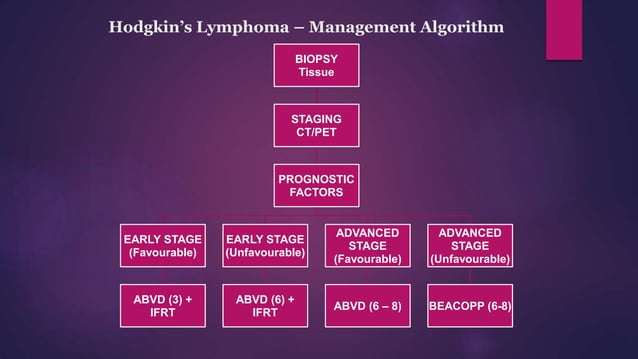 Hodgkin’s Lymphoma – Management Algorithm
BIOPSY
Tissue
STAGING
CT/PET
PROGNOSTIC
FACTORS
EARLY STAGE
(Favourable)
EARLY STAGE
(Unfavourable)
ADVANCED
STAGE
(Favourable)
ADVANCED
STAGE
(Unfavourable)
ABVD (3) +
IFRT
ABVD (6) +
IFRT
ABVD (6 – 8)
BEACOPP (6-8)